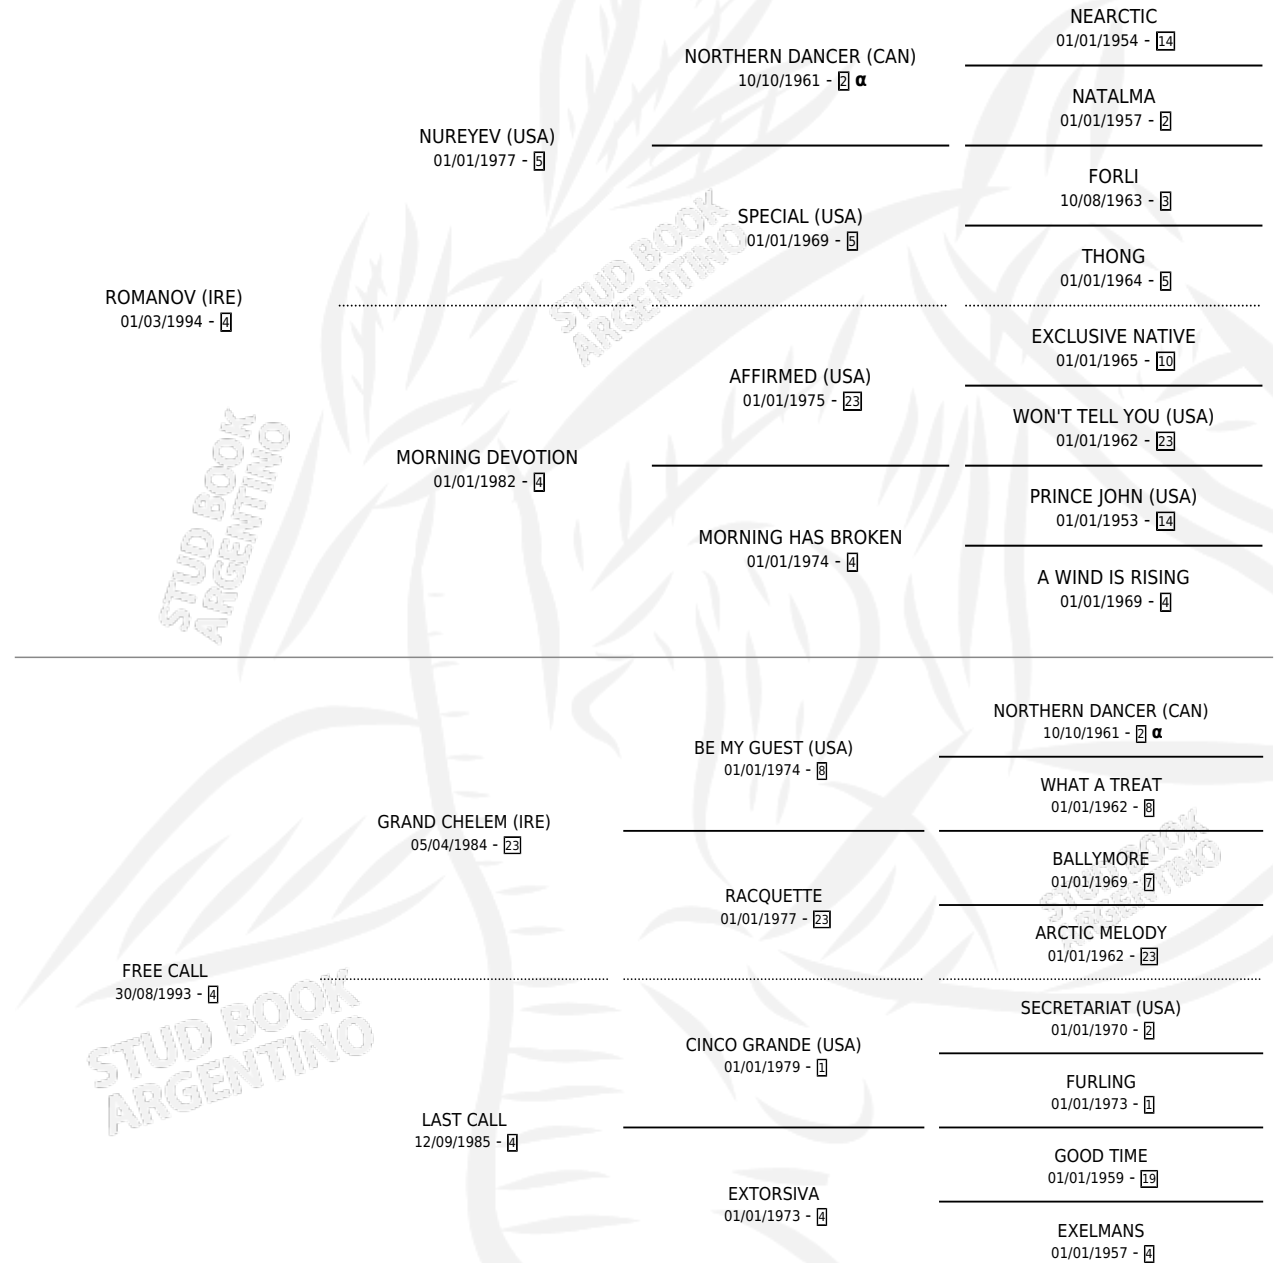 NEARCTIC
01/01/1954 - 14
NORTHERN DANCER (CAN)
10/10/1961 - 2 α
NATALMA
01/01/1957 - 2
NUREYEV (USA)
01/01/1977 - 5
FORLI
10/08/1963 - 3
SPECIAL (USA)
01/01/1969 - 5
THONG
01/01/1964 - 5
ROMANOV (IRE)
01/03/1994 - 4
EXCLUSIVE NATIVE
01/01/1965 - 10
AFFIRMED (USA)
01/01/1975 - 23
WON'T TELL YOU (USA)
01/01/1962 - 23
MORNING DEVOTION
01/01/1982 - 4
PRINCE JOHN (USA)
01/01/1953 - 14
MORNING HAS BROKEN
01/01/1974 - 4
A WIND IS RISING
01/01/1969 - 4
STUD BOOK
ARGENTINO
STUD BOOK
ARGENTINO
NORTHERN DANCER (CAN)
10/10/1961 - 2 α
BE MY GUEST (USA)
01/01/1974 - 8
WHAT A TREAT
01/01/1962 - 8
GRAND CHELEM (IRE)
05/04/1984 - 23
BALLYMORE
01/01/1969 - 7
RACQUETTE
01/01/1977 - 23
ARCTIC MELODY
01/01/1962 - 23
FREE CALL
30/08/1993 - 4
SECRETARIAT (USA)
01/01/1970 - 2
CINCO GRANDE (USA)
01/01/1979 - 1
FURLING
01/01/1973 - 1
LAST CALL
12/09/1985 - 4
GOOD TIME
01/01/1959 - 19
EXTORSIVA
01/01/1973 - 4
EXELMANS
01/01/1957 - 4
STUD BOOK
ARGENTINO
STUD BOOK
ARGENTINO